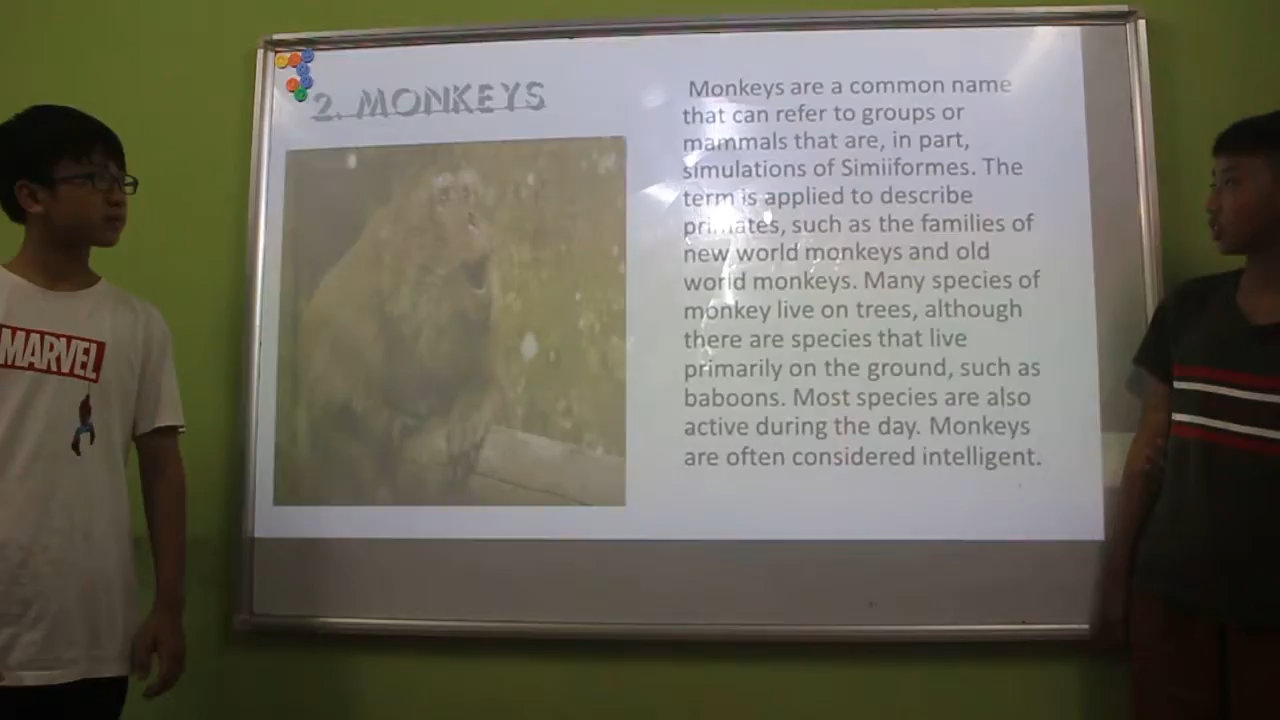 2. MONKEYS
Monkeys are a common name
that can refer to groups or
mammals that are, in part,
simulations of Simiiformes. The
term is applied to describe
primates, such as the families of
new world monkeys and old
world monkeys. Many species of
monkey live on trees, although
there are species that live
primarily on the ground, such as
baboons. Most species are also
active during the day. Monkeys
are often considered intelligent.
MARVEL